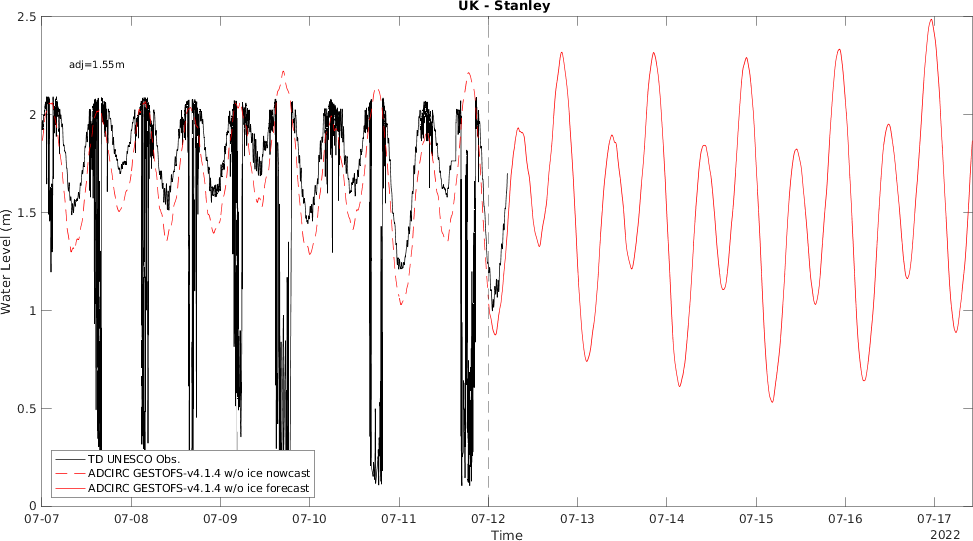 UK - Stanley
adj=1.55m
Water Level (m)
2.5
2
1.5
1
0.5
0
TD UNESCO Obs.
ADCIRC GESTOFS-v4.1.4 w/o ice nowcast
ADCIRC GESTOFS-v4.1.4 w/o ice forecast
07-07 07-08 07-09 07-10 07-11 07-12 07-13 07-14 07-15 07-16 07-17
Time
2022